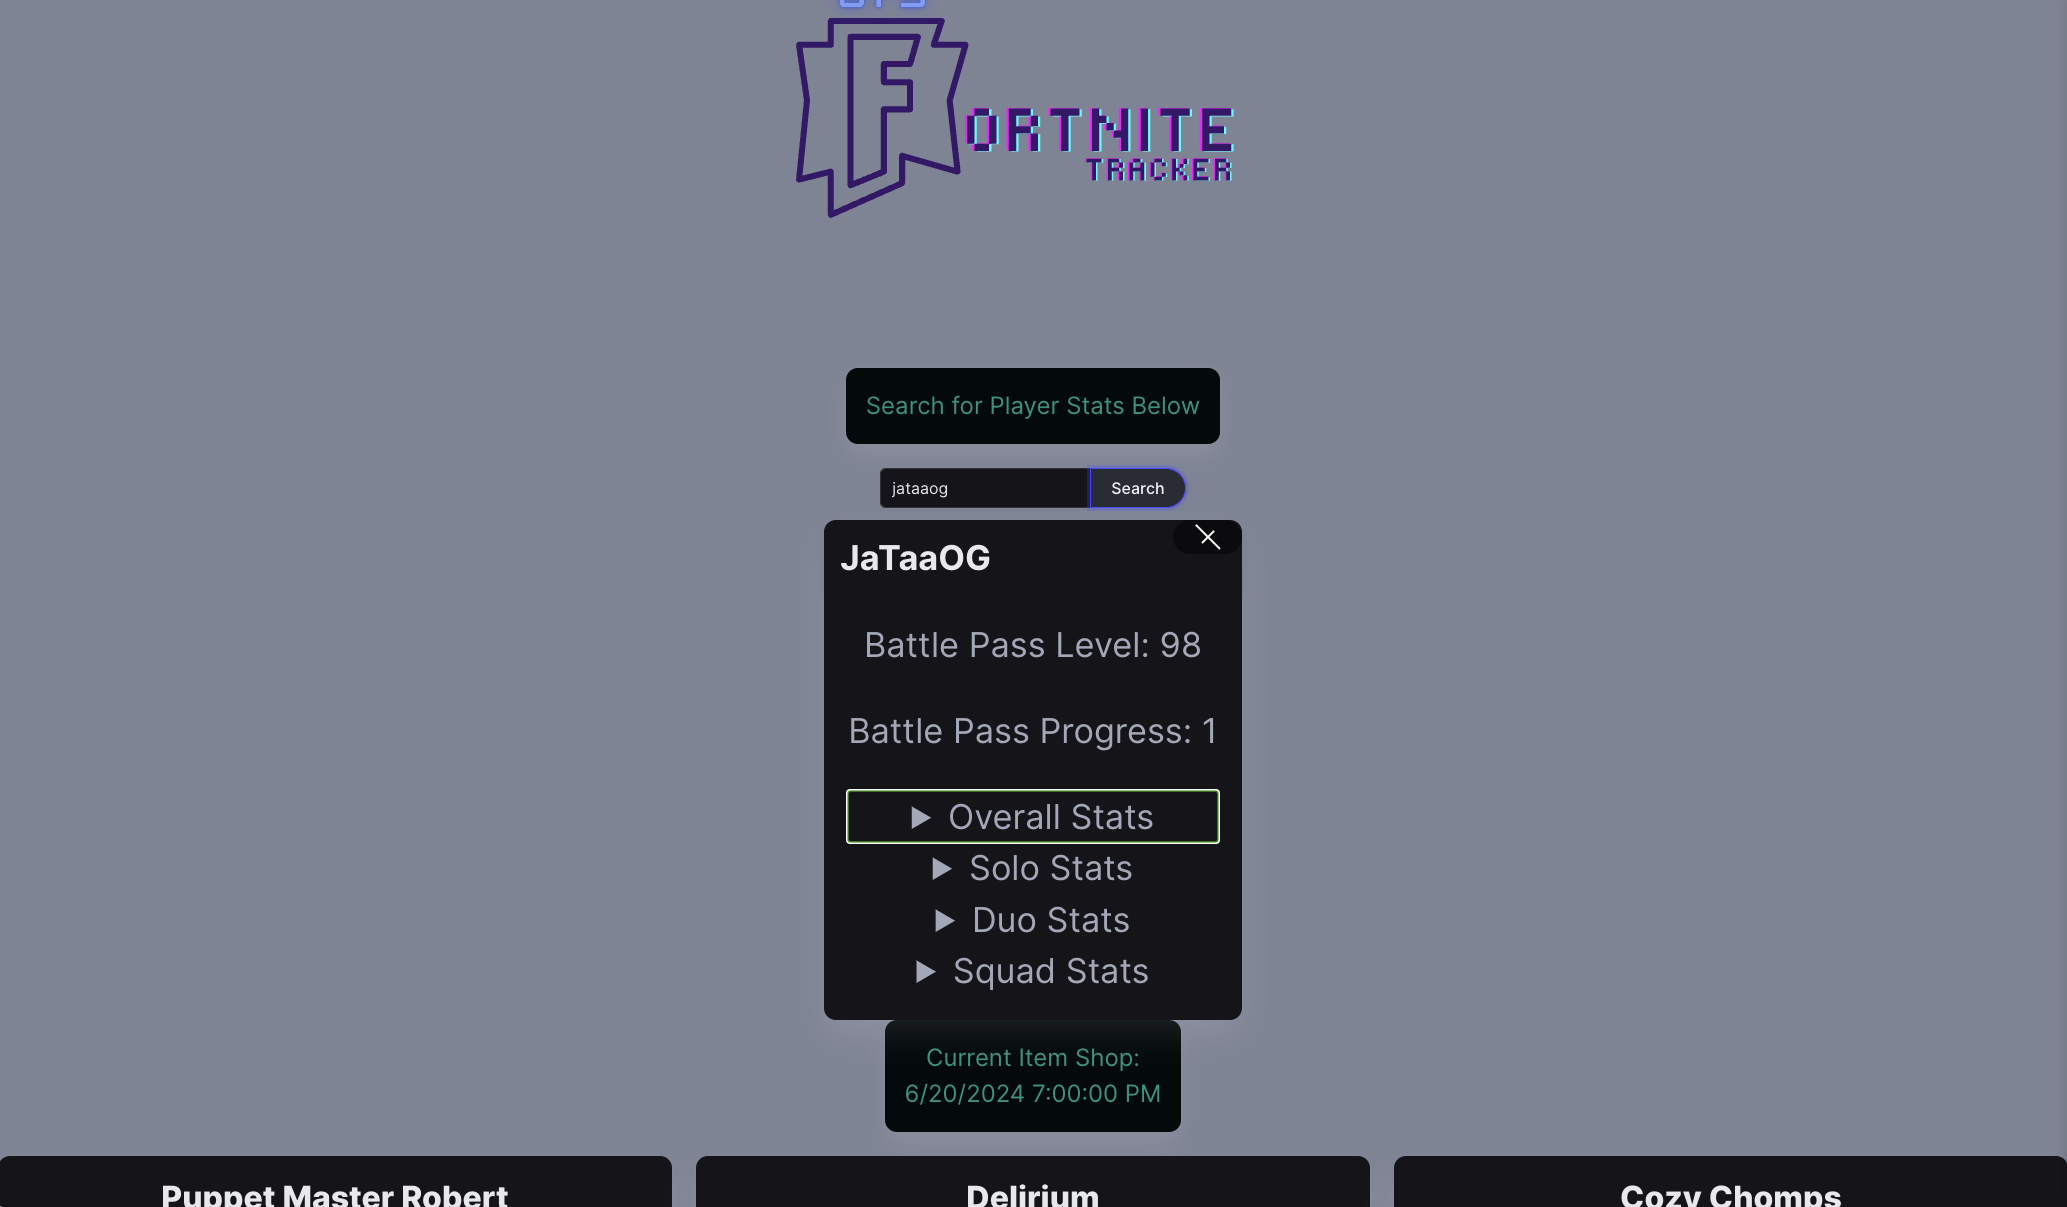 FORTNITE
TRACKER
Search for Player Stats Below
jataaog
Search
JaTaaOG
Battle Pass Level: 98
Battle Pass Progress: 1
Overall Stats
Solo Stats
Duo Stats
Squad Stats
Current Item Shop:
6/20/2024 7:00:00 PM
Puppet Master Robert
Delirium
Cozy Chomps